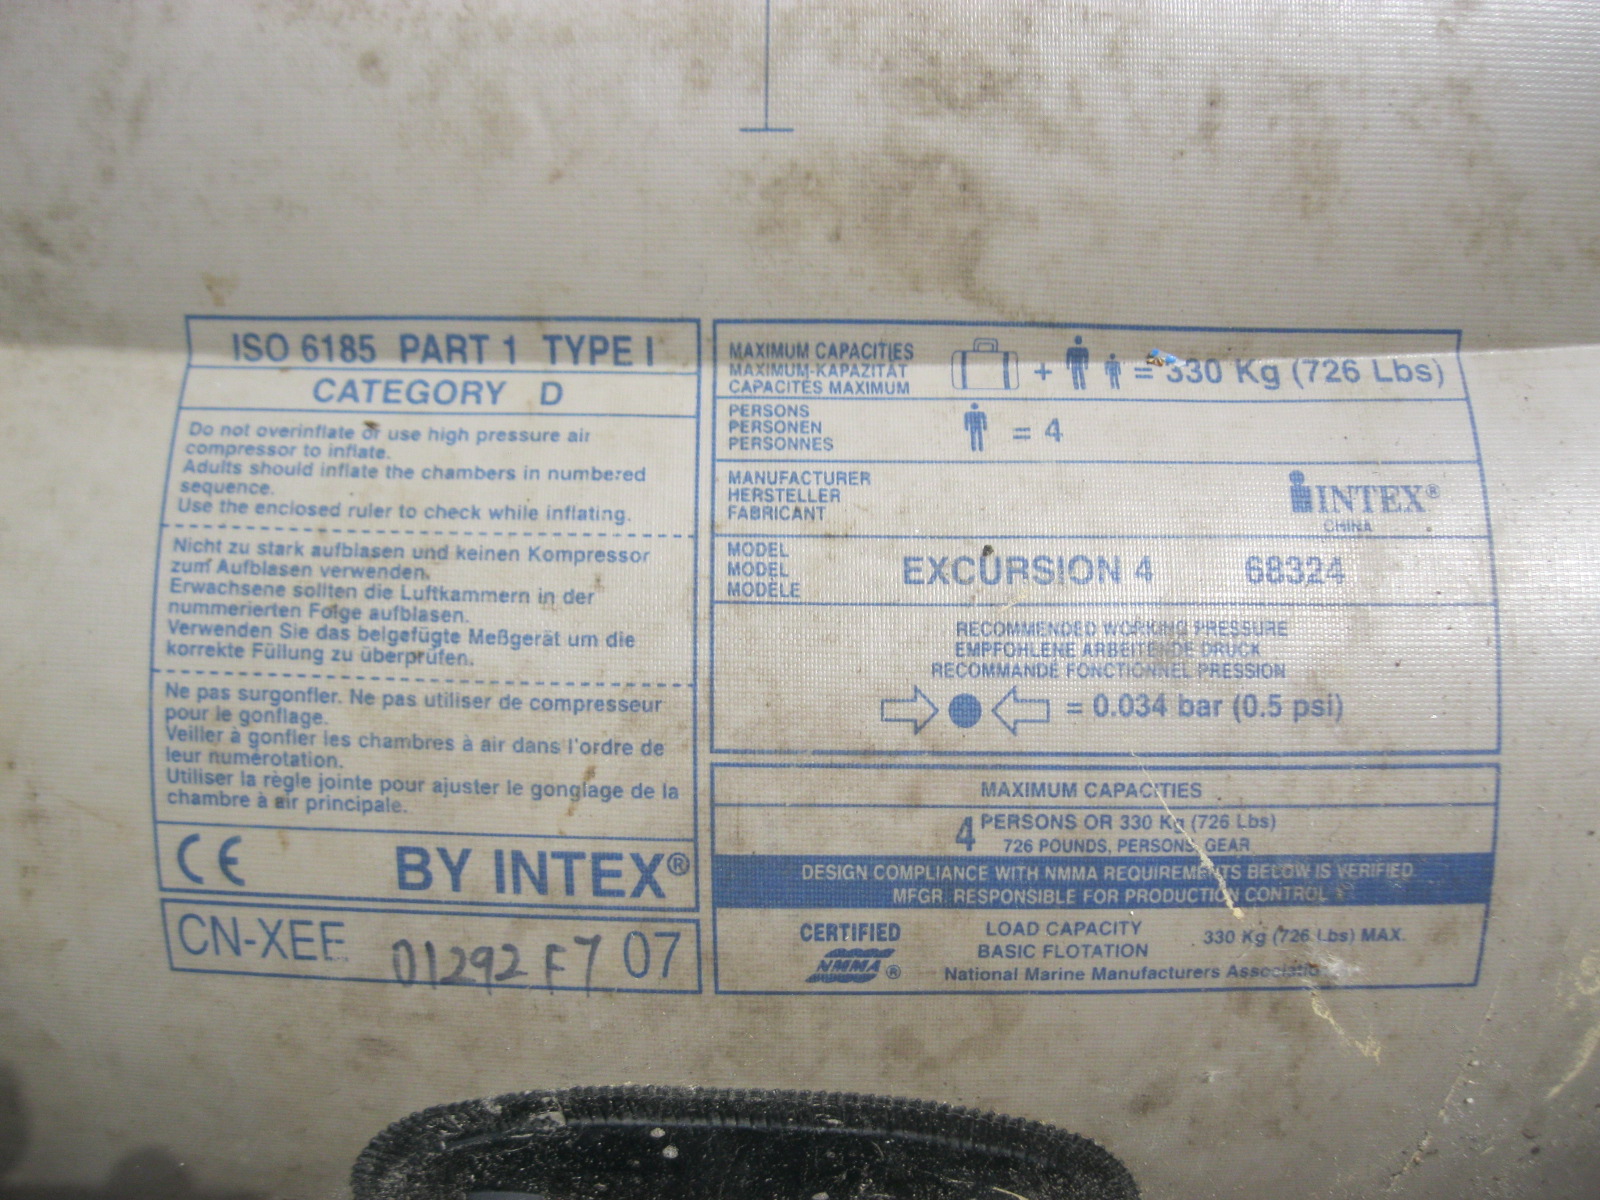 ISO 6185 PART 1 TYPE I
CATEGORY D
Do not overinflate or use high pressure air
compressor to inflate.
Adults should inflate the chambers in numbered
sequence.
Use the enclosed ruler to check while inflating.
Nicht zu stark aufblasen und keinen Kompressor
zum Aufblasen verwenden.
Erwachsene sollten die Luftkammern in der
nummerierten Folge aufblasen.
Verwenden Sie das beigefügte Meßgerät um die
korrekte Füllung zu überprüfen.
Ne pas surgonfler. Ne pas utiliser de compresseur
pour le gonflage.
Veiller à gonfler les chambres à air dans l'ordre de
leur numérotation.
Utiliser la règle jointe pour ajuster le gonglage de la
chambre à air principale.
CE BY INTEX®
CN-XEE 01292 F7 07
MAXIMUM CAPACITIES
MAXIMUM-KAPAZITÄT
CAPACITÉS MAXIMUM
+ = 330 Kg (726 Lbs)
PERSONS
PERSONEN
PERSONNES
= 4
MANUFACTURER
HERSTELLER
FABRICANT
INTEX®
CHINA
MODEL
MODEL
MODELE
EXCURSION 4 68324
RECOMMENDED WORKING PRESSURE
EMPFOHLENE ARBEITENDE DRUCK
RECOMMANDÉ FONCTIONNEL PRESSION
= 0.034 bar (0.5 psi)
MAXIMUM CAPACITIES
4 PERSONS OR 330 Kg (726 Lbs)
726 POUNDS, PERSONS, GEAR
DESIGN COMPLIANCE WITH NMMA REQUIREMENTS BELOW IS VERIFIED
MFGR. RESPONSIBLE FOR PRODUCTION CONTROL
CERTIFIED
NMMA®
LOAD CAPACITY
BASIC FLOTATION
330 Kg (726 Lbs) MAX.
National Marine Manufacturers Association